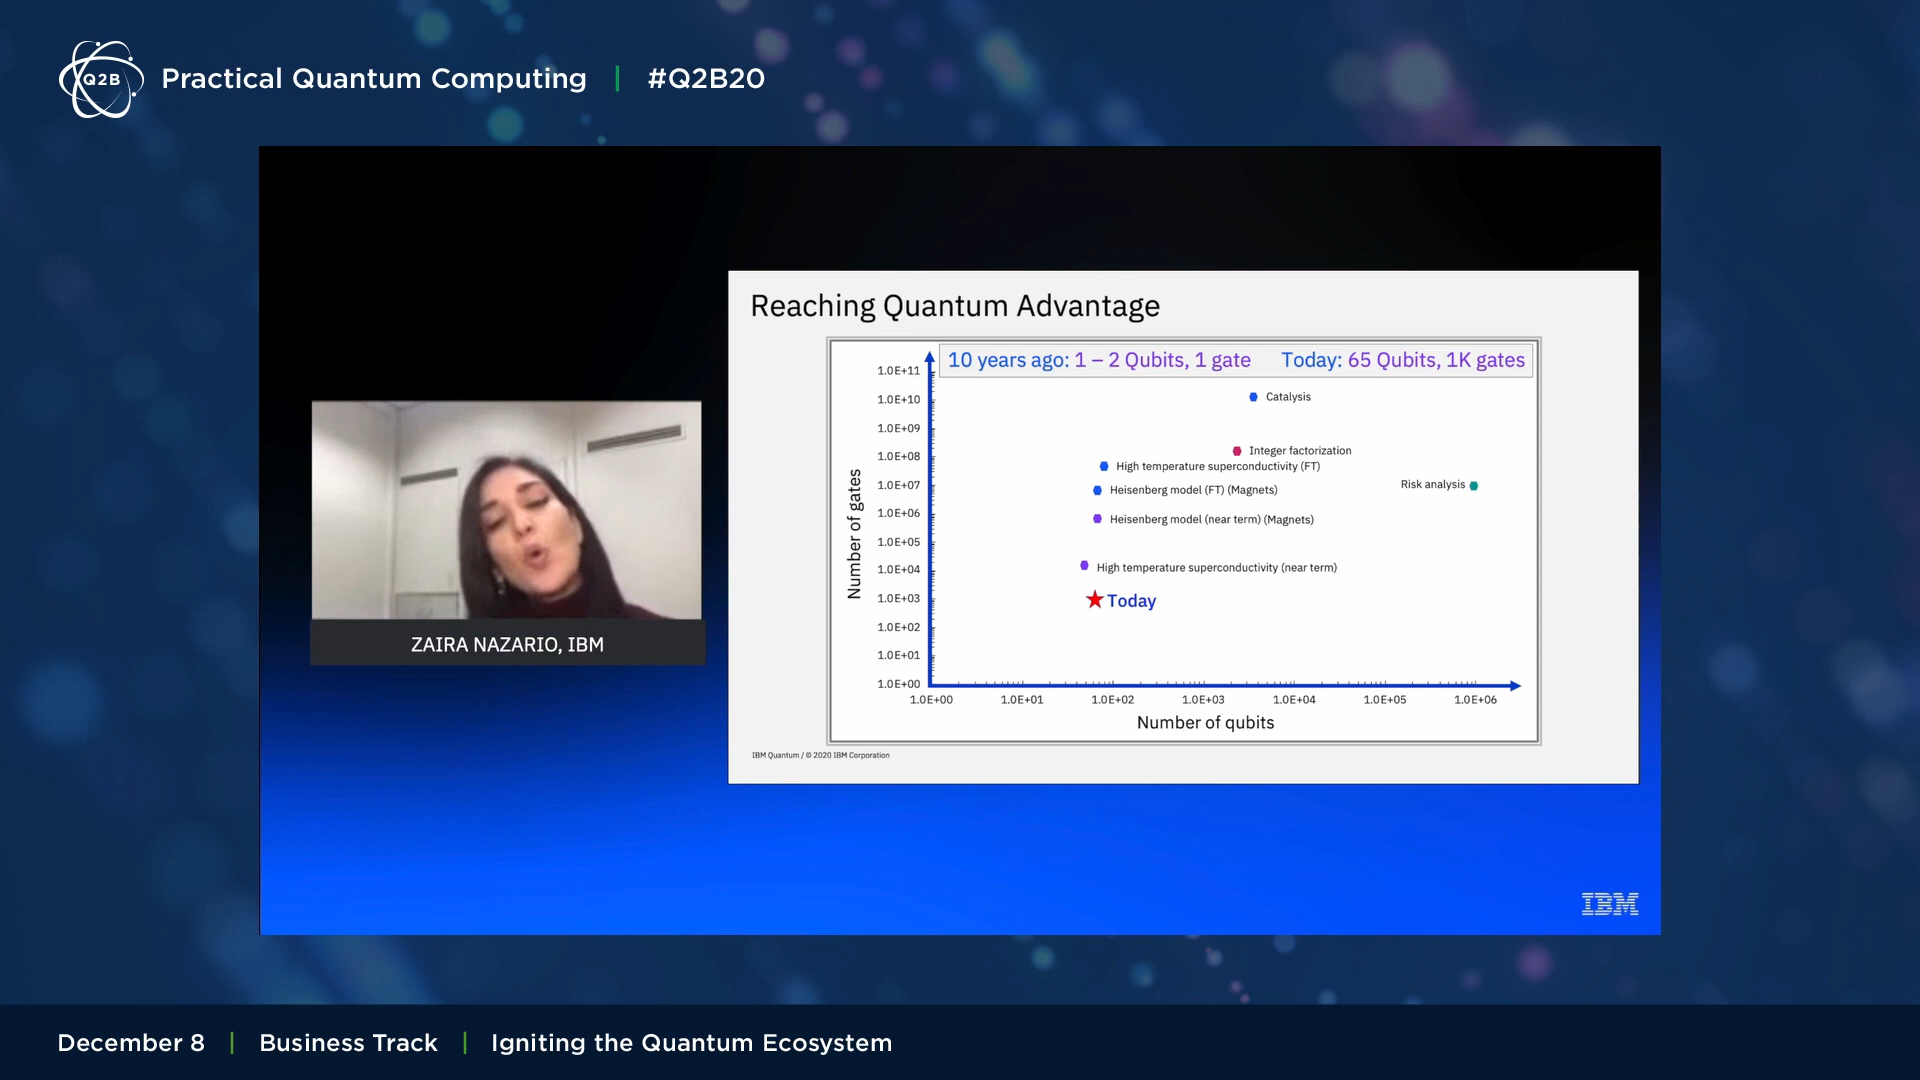 Q2B
Practical Quantum Computing | #Q2B20
Reaching Quantum Advantage
10 years ago: 1 – 2 Qubits, 1 gate Today: 65 Qubits, 1K gates
Number of gates
1.0E+11
1.0E+10
1.0E+09
1.0E+08
1.0E+07
1.0E+06
1.0E+05
1.0E+04
1.0E+03
1.0E+02
1.0E+01
1.0E+00
Catalysis
Integer factorization
High temperature superconductivity (FT)
Risk analysis
Heisenberg model (FT) (Magnets)
Heisenberg model (near term) (Magnets)
High temperature superconductivity (near term)
Today
1.0E+00 1.0E+01 1.0E+02 1.0E+03 1.0E+04 1.0E+05 1.0E+06
Number of qubits
IBM Quantum / © 2020 IBM Corporation
ZAIRA NAZARIO, IBM
IBM
December 8 | Business Track | Igniting the Quantum Ecosystem